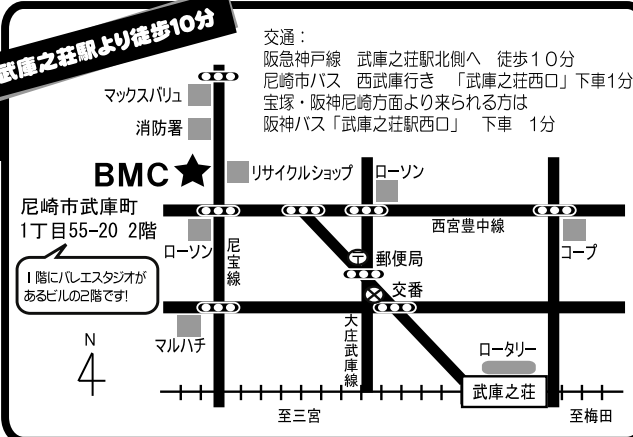 武庫之荘駅より徒歩10分
交通：
阪急神戸線　武庫之荘駅北側へ　徒歩１０分
尼崎市バス　西武庫行き　「武庫之荘西口」下車1分
宝塚・阪神尼崎方面より来られる方は
阪神バス「武庫之荘駅西口」　下車　1分
マックスバリュ
消防署
BMC
リサイクルショップ
ローソン
尼崎市武庫町
1丁目55-20 2階
西宮豊中線
ローソン
尼宝線
コープ
〒
郵便局
1階にバレエスタジオが
あるビルの2階です!
交番
マルハチ
大庄武庫線
N
ロータリー
武庫之荘
至三宮
至梅田